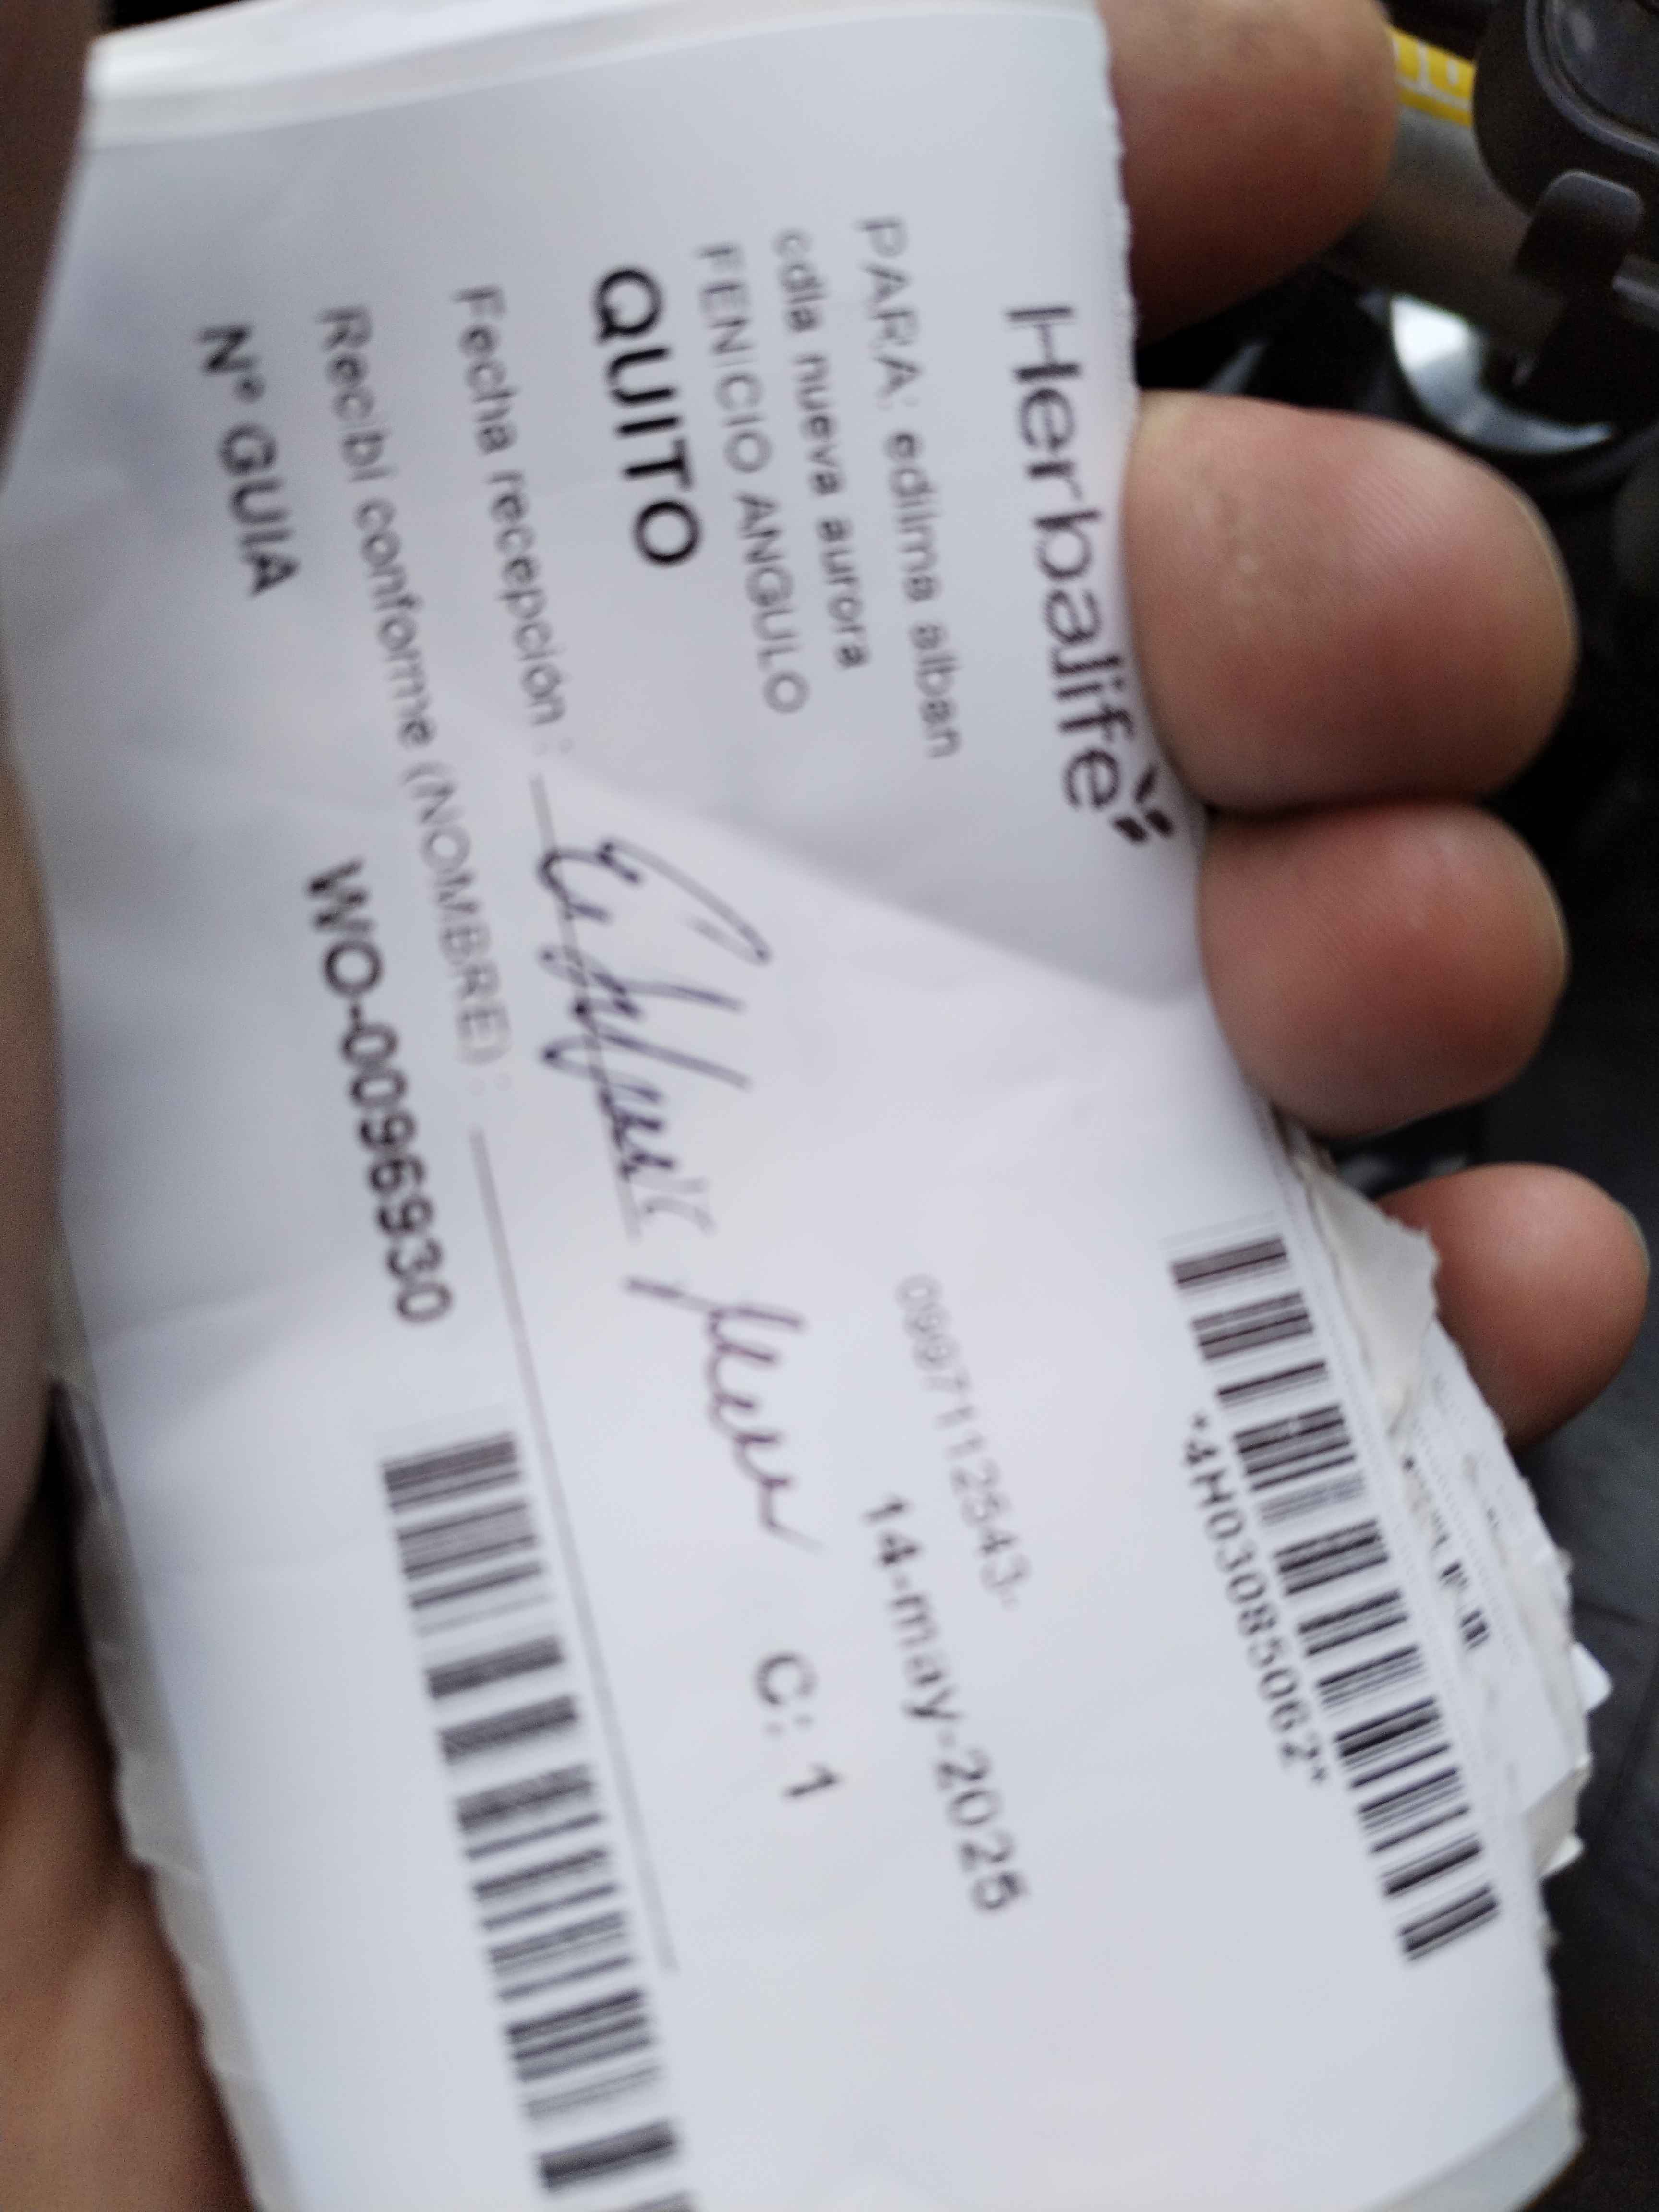 Herbalife
*4H03085062*
PARA: edilma alban
cdla nueva aurora
0997112543-
FENICIO ANGULO
14-may-2025
QUITO
C: 1
Fecha recepción :
Recibí conforme (NOMBRE) :
Nº GUIA
WO-0096930